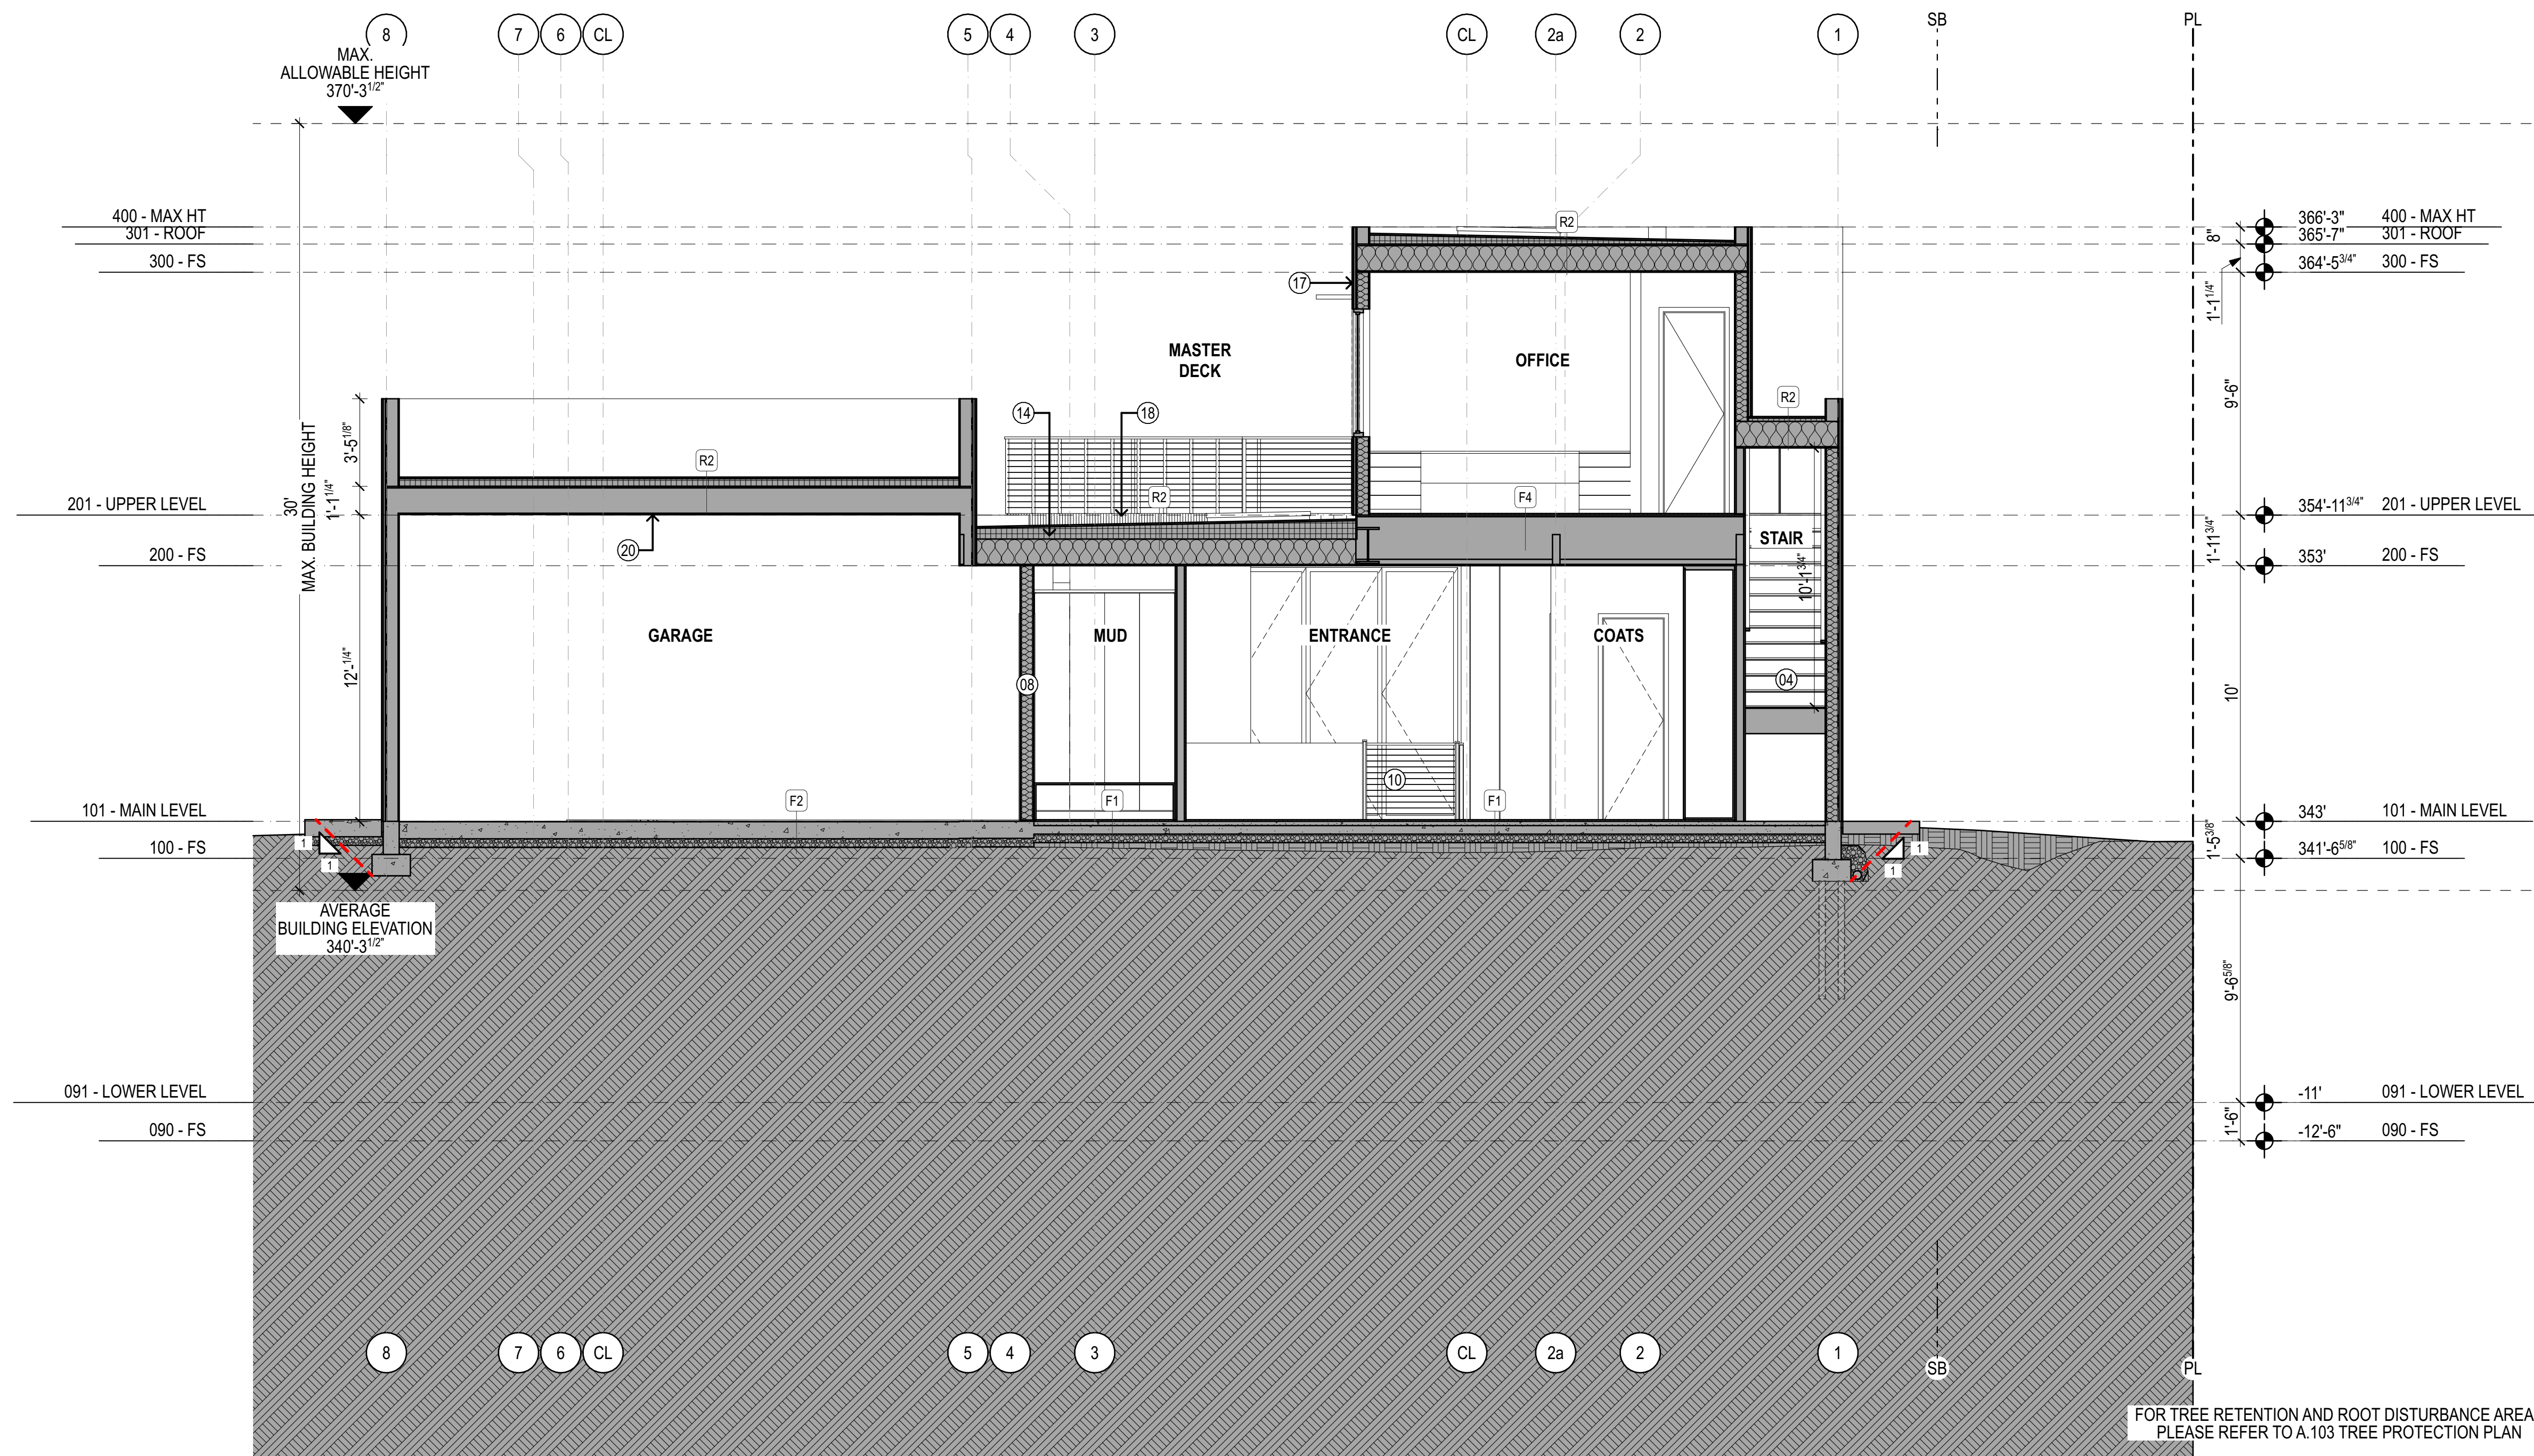 8 7 6 CL 5 4 3 CL 2a 2 1 SB PL
MAX.
ALLOWABLE HEIGHT
370'-3 1/2"
400 - MAX HT
301 - ROOF
300 - FS
201 - UPPER LEVEL
200 - FS
101 - MAIN LEVEL
100 - FS
091 - LOWER LEVEL
090 - FS
30'
MAX. BUILDING HEIGHT
3'-5 1/8"
1'-1 1/4"
12'- 1/4"
R2
17
MASTER
DECK
OFFICE
R2
14
18
R2
R2
F4
20
STAIR
10'-1 3/4"
GARAGE
MUD
ENTRANCE
COATS
08
04
10
F2
F1
F1
1
1
1
1
AVERAGE
BUILDING ELEVATION
340'-3 1/2"
366'-3" 400 - MAX HT
365'-7" 301 - ROOF
364'-5 3/4" 300 - FS
354'-11 3/4" 201 - UPPER LEVEL
353' 200 - FS
343' 101 - MAIN LEVEL
341'-6 5/8" 100 - FS
-11' 091 - LOWER LEVEL
-12'-6" 090 - FS
8"
1'-1 1/4"
9'-6"
1'-11 3/4"
10'
1'-5 3/8"
9'-6 5/8"
1'-6"
8 7 6 CL 5 4 3 CL 2a 2 1 SB PL
FOR TREE RETENTION AND ROOT DISTURBANCE AREA
PLEASE REFER TO A.103 TREE PROTECTION PLAN